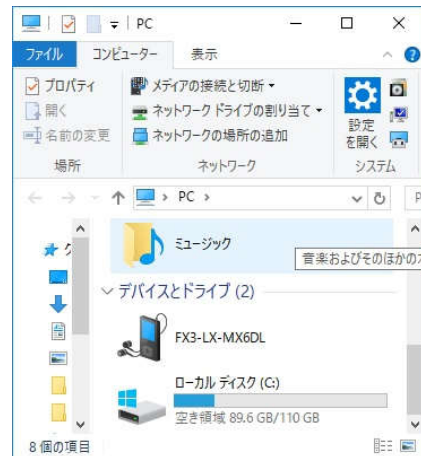 PC
ファイル コンピューター 表示
プロパティ
開く
名前の変更
場所
メディアの接続と切断
ネットワーク ドライブの割り当て
ネットワークの場所の追加
ネットワーク
設定
を開く
システム
PC
ミュージック
音楽およびそのほかの
デバイスとドライブ (2)
FX3-LX-MX6DL
ローカル ディスク (C:)
空き領域 89.6 GB/110 GB
8 個の項目